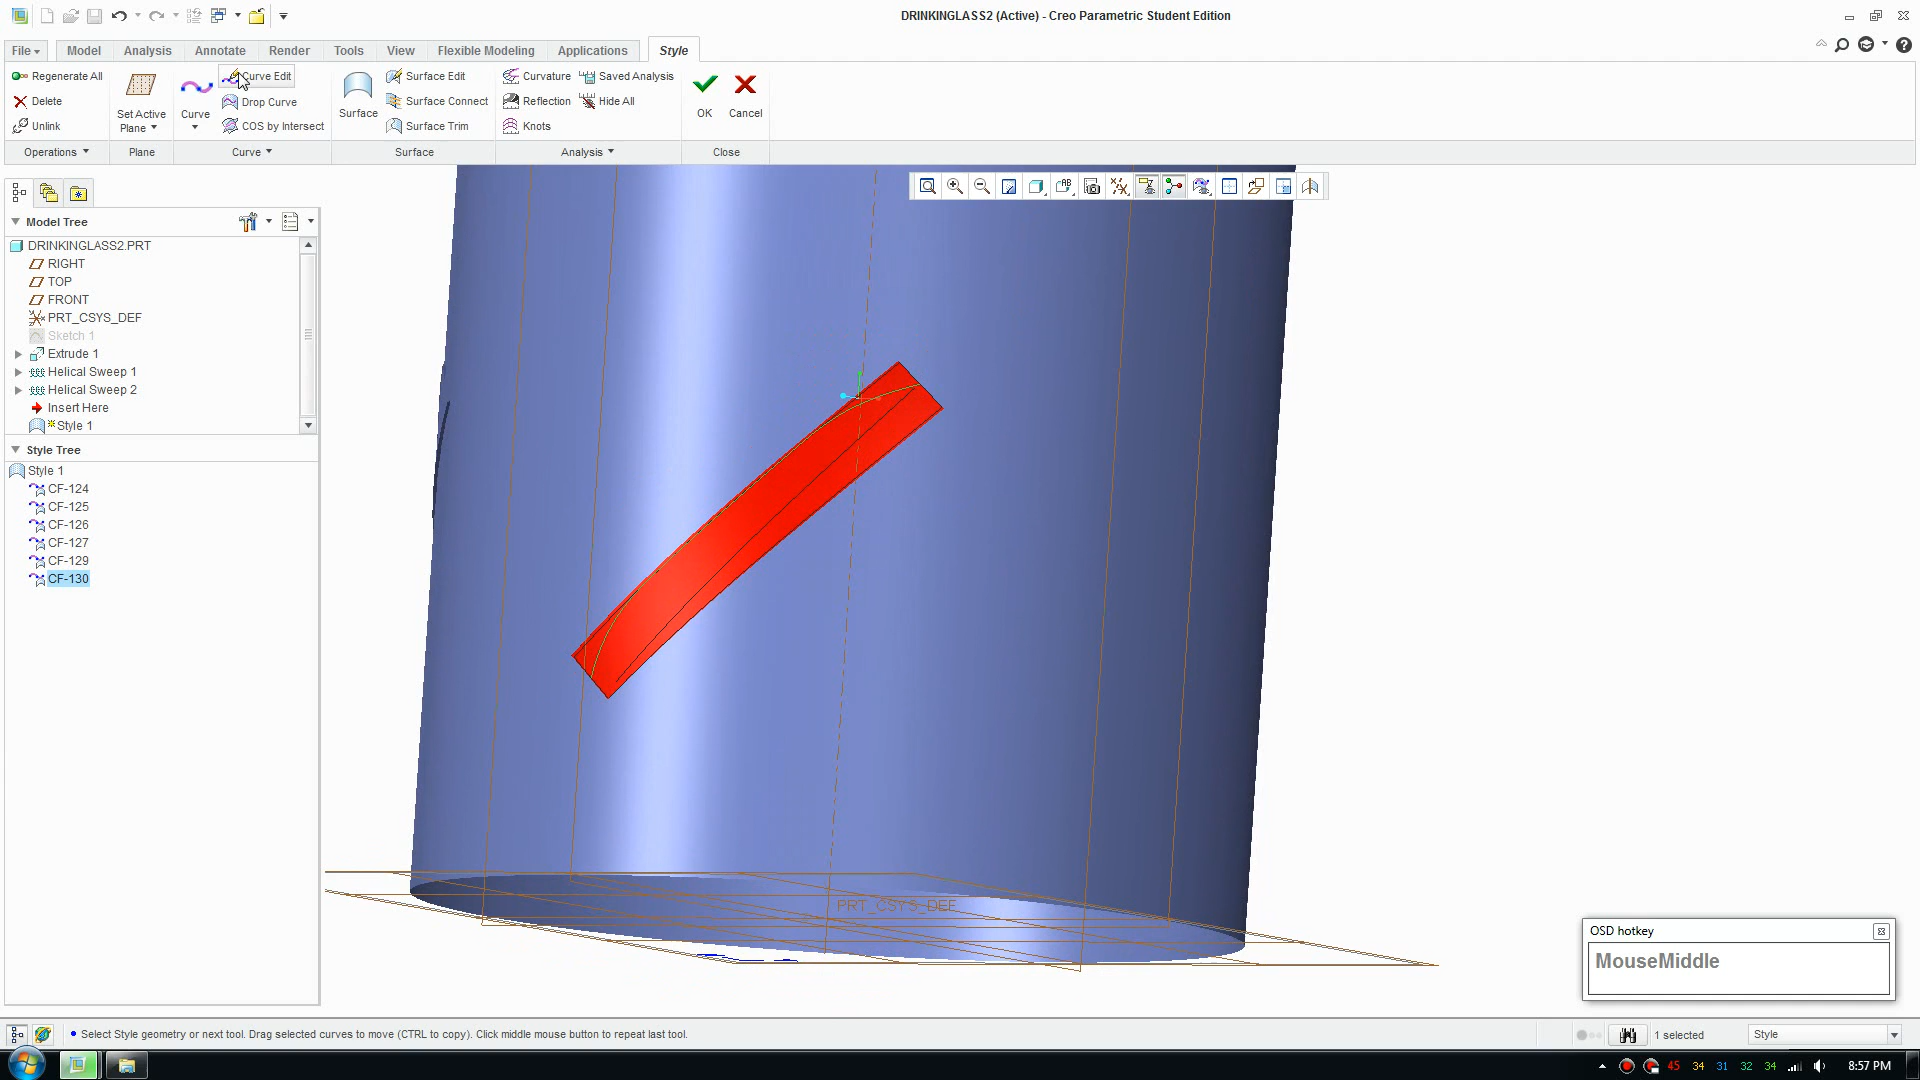 DRINKINGLASS2 (Active) - Creo Parametric Student Edition
File Model Analysis Annotate Render Tools View Flexible Modeling Applications Style
Regenerate All
Delete
Unlink
Operations
Set Active Plane
Plane
Curve
Curve Edit
Drop Curve
COS by Intersect
Curve
Surface
Surface Edit
Surface Connect
Surface Trim
Surface
Curvature
Reflection
Knots
Saved Analysis
Hide All
Analysis
OK
Cancel
Close
Model Tree
DRINKINGLASS2.PRT
RIGHT
TOP
FRONT
PRT_CSYS_DEF
Sketch 1
Extrude 1
Helical Sweep 1
Helical Sweep 2
Insert Here
Style 1
Style Tree
Style 1
CF-124
CF-125
CF-126
CF-127
CF-129
CF-130
PRT_CSYS_DEF
OSD hotkey
MouseMiddle
Select Style geometry or next tool. Drag selected curves to move (CTRL to copy). Click middle mouse button to repeat last tool.
1 selected
Style
45 34 31 32 34
8:57 PM